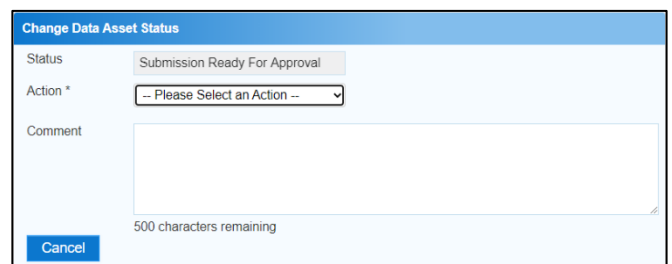 Change Data Asset Status
Status Submission Ready For Approval
Action * -- Please Select an Action --
Comment
500 characters remaining
Cancel